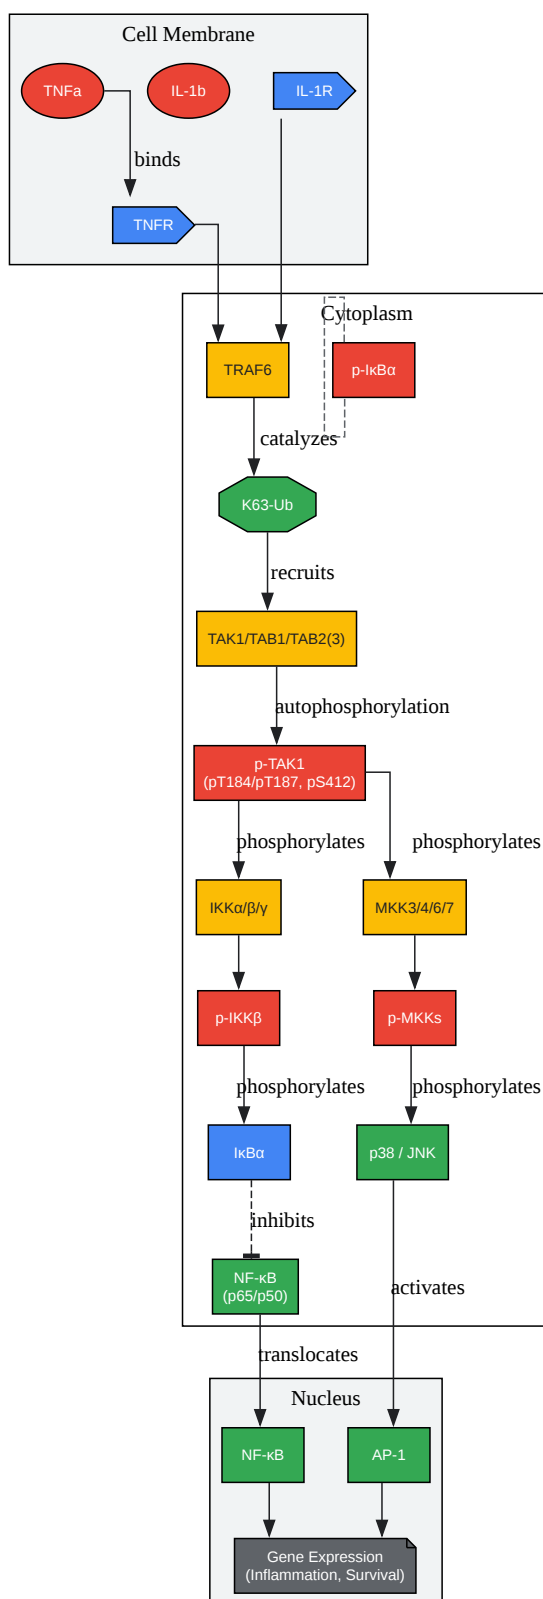 Cell Membrane
TNFa
IL-1b
IL-1R
binds
TNFR
Cytoplasm
TRAF6
p-IκBα
catalyzes
K63-Ub
recruits
TAK1/TAB1/TAB2(3)
autophosphorylation
p-TAK1
(pT184/pT187, pS412)
phosphorylates
phosphorylates
IKKα/β/γ
MKK3/4/6/7
p-IKKβ
p-MKKs
phosphorylates
phosphorylates
IκBα
p38 / JNK
inhibits
NF-κB
(p65/p50)
activates
translocates
Nucleus
NF-κB
AP-1
Gene Expression
(Inflammation, Survival)